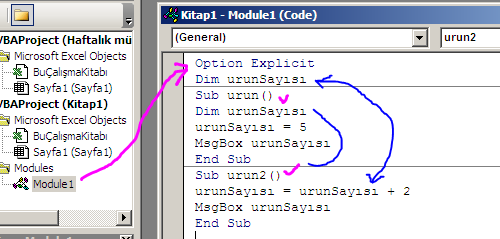 Kitap1 - Module1 (Code)
(General)
urun2
VBAProject (Haftalık mü
Microsoft Excel Objects
BuÇalışmaKitabı
Sayfa1 (Sayfa1)
VBAProject (Kitap1)
Microsoft Excel Objects
BuÇalışmaKitabı
Sayfa1 (Sayfa1)
Modules
Module1
Option Explicit
Dim urunSayısı
Sub urun()
Dim urunSayısı
urunSayısı = 5
MsgBox urunSayısı
End Sub
Sub urun2()
urunSayısı = urunSayısı + 2
MsgBox urunSayısı
End Sub